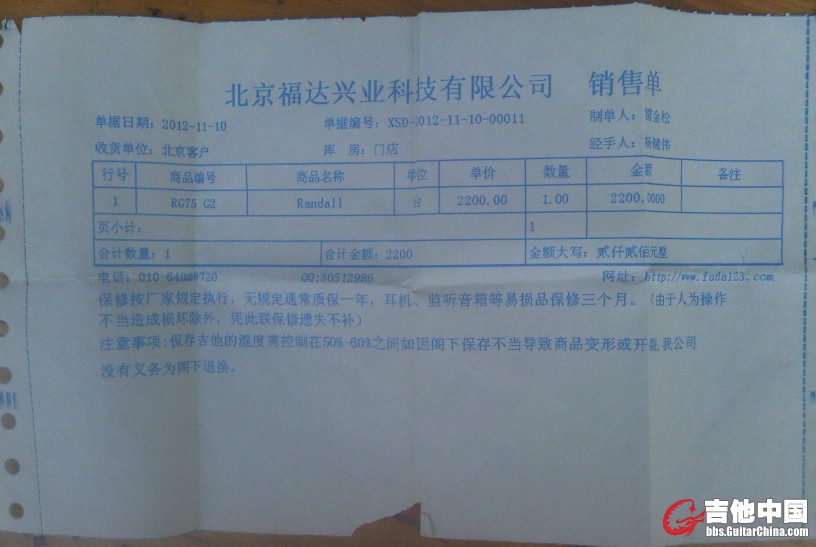 北京福达兴业科技有限公司 销售单
单据日期：2012-11-10 单据编号：XSD-2012-11-10-00011 制单人：贾金松
收货单位：北京客户 库 房：门店 经手人：杨健伟
行号 商品编号 商品名称 单位 单价 数量 金额 备注
1 RG75 G2 Randall 台 2200.00 1.00 2200.0000
页小计： 1
合计数量：1 合计金额：2200 金额大写：贰仟贰佰元整
电话：010-64029720 QQ:30512986 网址：http://www.fuda123.com
保修按厂家规定执行，无规定通常质保一年，耳机、监听音箱等易损品保修三个月。（由于人为操作
不当造成损坏除外，凭此联保修遗失不补）
注意事项：保存吉他的湿度需控制在50%-60%之间如因阁下保存不当导致商品变形或开裂，我公司
没有义务为阁下退换。
吉他中国
bbs.GuitarChina.com